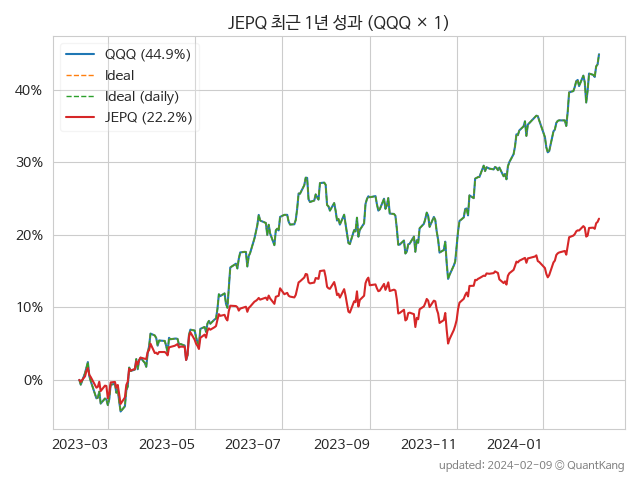 JEPQ 최근 1년 성과 (QQQ × 1)
QQQ (44.9%)
Ideal
Ideal (daily)
JEPQ (22.2%)
40%
30%
20%
10%
0%
2023-03 2023-05 2023-07 2023-09 2023-11 2024-01
updated: 2024-02-09 © QuantKang